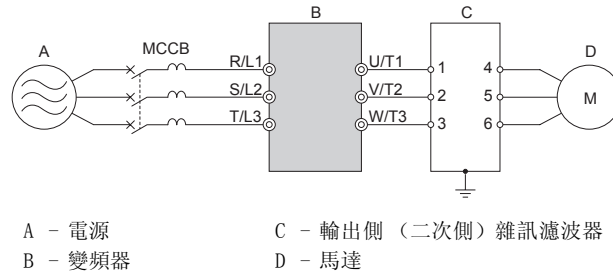 A
MCCB
B
C
D
R/L1
S/L2
T/L3
U/T1
V/T2
W/T3
1
2
3
4
5
6
M
A - 電源
B - 變頻器
C - 輸出側 （二次側）雜訊濾波器
D - 馬達